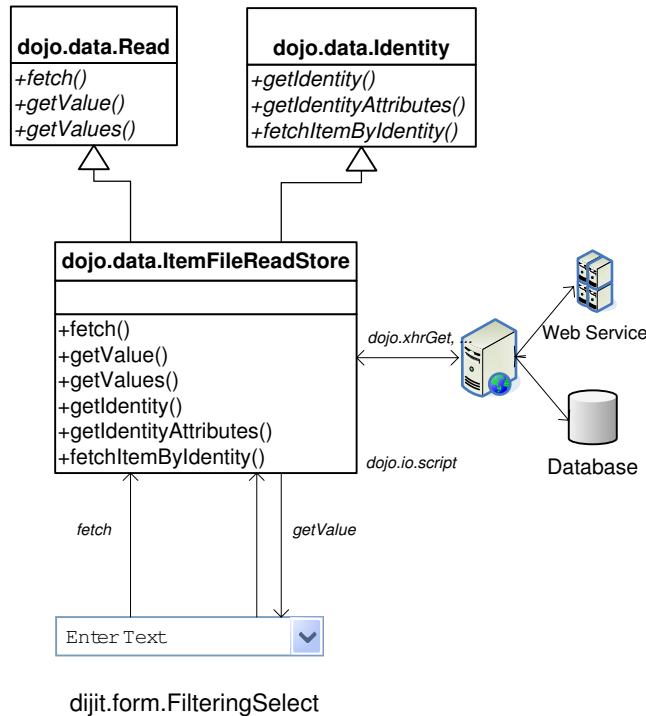 dojo.data.Read
+fetch()
+getValue()
+getValues()
dojo.data.Identity
+getIdentity()
+getIdentityAttributes()
+fetchItemByIdentity()
dojo.data.ItemFileReadStore
+fetch()
+getValue()
+getValues()
+getIdentity()
+getIdentityAttributes()
+fetchItemByIdentity()
dojo.xhrGet, ...
Web Service
Database
dojo.io.script
fetch
getValue
Enter Text
dijit.form.FilteringSelect